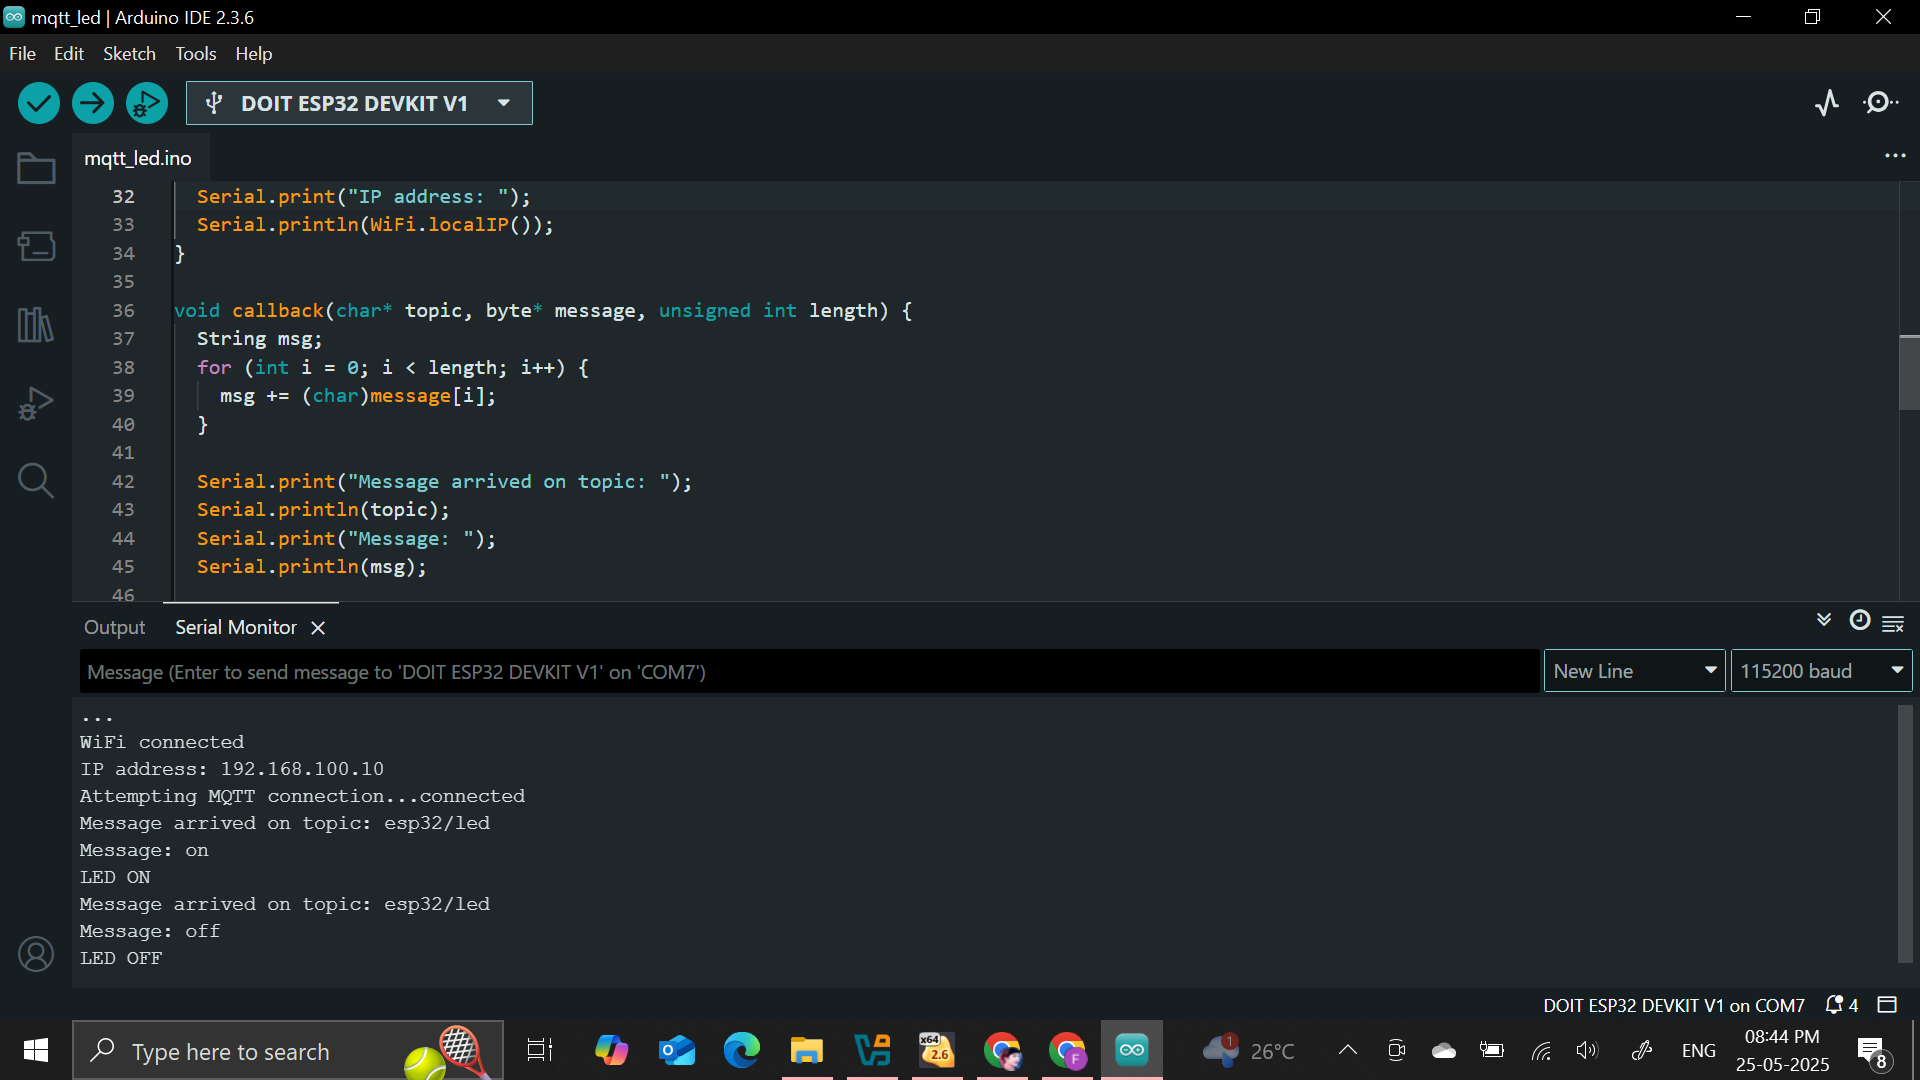 mqtt_led | Arduino IDE 2.3.6
File Edit Sketch Tools Help
DOIT ESP32 DEVKIT V1
mqtt_led.ino
32 Serial.print("IP address: ");
33 Serial.println(WiFi.localIP());
34 }
35
36 void callback(char* topic, byte* message, unsigned int length) {
37 String msg;
38 for (int i = 0; i < length; i++) {
39 msg += (char)message[i];
40 }
41
42 Serial.print("Message arrived on topic: ");
43 Serial.println(topic);
44 Serial.print("Message: ");
45 Serial.println(msg);
46
Output Serial Monitor
Message (Enter to send message to 'DOIT ESP32 DEVKIT V1' on 'COM7')
New Line 115200 baud
...
WiFi connected
IP address: 192.168.100.10
Attempting MQTT connection...connected
Message arrived on topic: esp32/led
Message: on
LED ON
Message arrived on topic: esp32/led
Message: off
LED OFF
DOIT ESP32 DEVKIT V1 on COM7 4
Type here to search
x64
2.6
F
1
26°C
ENG
08:44 PM
25-05-2025
8